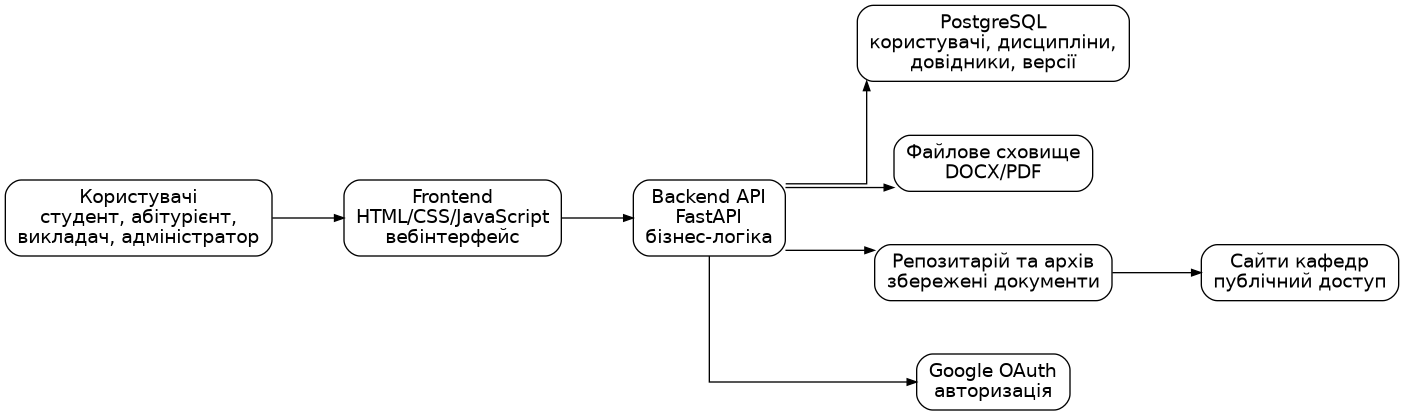 PostgreSQL
користувачі, дисципліни,
довідники, версії
Файлове сховище
DOCX/PDF
Користувачі
студент, абітурієнт,
викладач, адміністратор
Frontend
HTML/CSS/JavaScript
вебінтерфейс
Backend API
FastAPI
бізнес-логіка
Репозитарій та архів
збережені документи
Сайти кафедр
публічний доступ
Google OAuth
авторизація